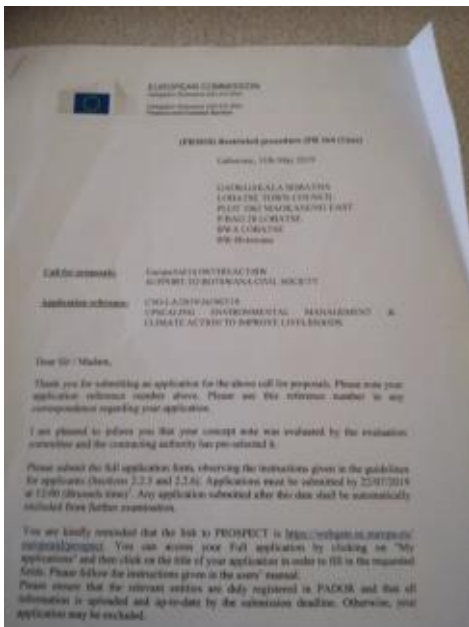 EUROPEAN COMMISSION
Restricted procedure
Gaborone, May 2019
LOBATSE TOWN COUNCIL
EAST
LOBATSE
LOBATSE
BW-Botswana
Call for proposals:
SUPPORT TO BOTSWANA CIVIL SOCIETY
Application reference:
UPSCALING ENVIRONMENTAL MANAGEMENT &
CLIMATE ACTION TO IMPROVE LIVELIHOODS
Dear Sir / Madam,
Thank you for submitting an application for the above call for proposals. Please note your
application reference number above. Please use this reference number in any
correspondence regarding your application.
I am pleased to inform you that your concept note was evaluated by the evaluation
committee and the contracting authority has pre-selected it.
Please submit the full application form, observing the instructions given in the guidelines
for applicants (Sections 2.2.5 and 2.2.6). Applications must be submitted by 22/07/2019
at 12:00 (Brussels time). Any application submitted after this date shall be automatically
excluded from further examination.
You are kindly reminded that the link to PROSPECT is https://webgate.ec.europa.eu/
europeaid/prospect. You can access your Full application by clicking on "My
applications" and then click on the title of your application in order to fill in the requested
fields. Please follow the instructions given in the users' manual.
Please ensure that the relevant entities are duly registered in PADOR and that all
information is uploaded and up-to-date by the submission deadline. Otherwise, your
application may be excluded.